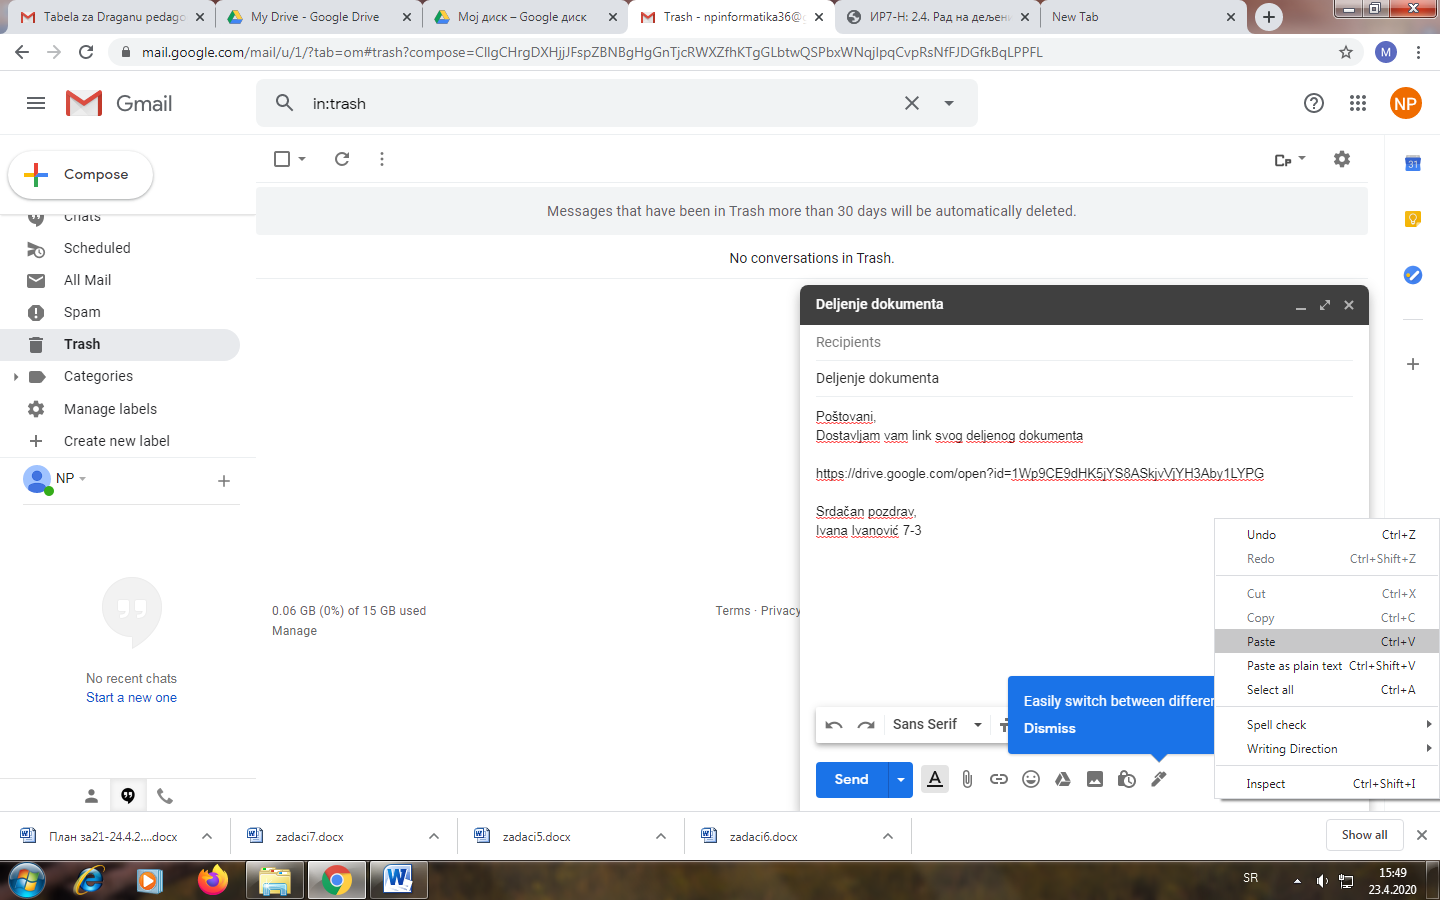 Tabela za Draganu pedago
My Drive - Google Drive
Мој диск – Google диск
Trash - npinformatika36@g
ИР7-Н: 2.4. Рад на дељени
New Tab
mail.google.com/mail/u/1/?tab=om#trash?compose=CllgCHrgDXHjjJFspZBNBgHgGnTjcRWXZfhKTgGLbtwQSPbxWNqjlpqCvpRsNfFJDGfkBqLPPFL
M
Gmail
in:trash
NP
Compose
Chats
Scheduled
All Mail
Spam
Trash
Categories
Manage labels
Create new label
NP
No recent chats
Start a new one
Ср
31
Messages that have been in Trash more than 30 days will be automatically deleted.
No conversations in Trash.
0.06 GB (0%) of 15 GB used
Manage
Terms · Privacy
Deljenje dokumenta
Recipients
Deljenje dokumenta
Poštovani,
Dostavljam vam link svog deljenog dokumenta
https://drive.google.com/open?id=1Wp9CE9dHK5jYS8ASkjvVjYH3Aby1LYPG
Srdačan pozdrav,
Ivana Ivanović 7-3
Sans Serif
Easily switch between differen
Dismiss
Send
Undo Ctrl+Z
Redo Ctrl+Shift+Z
Cut Ctrl+X
Copy Ctrl+C
Paste Ctrl+V
Paste as plain text Ctrl+Shift+V
Select all Ctrl+A
Spell check
Writing Direction
Inspect Ctrl+Shift+I
План за21-24.4.2....docx
zadaci7.docx
zadaci5.docx
zadaci6.docx
Show all
SR
15:49
23.4.2020